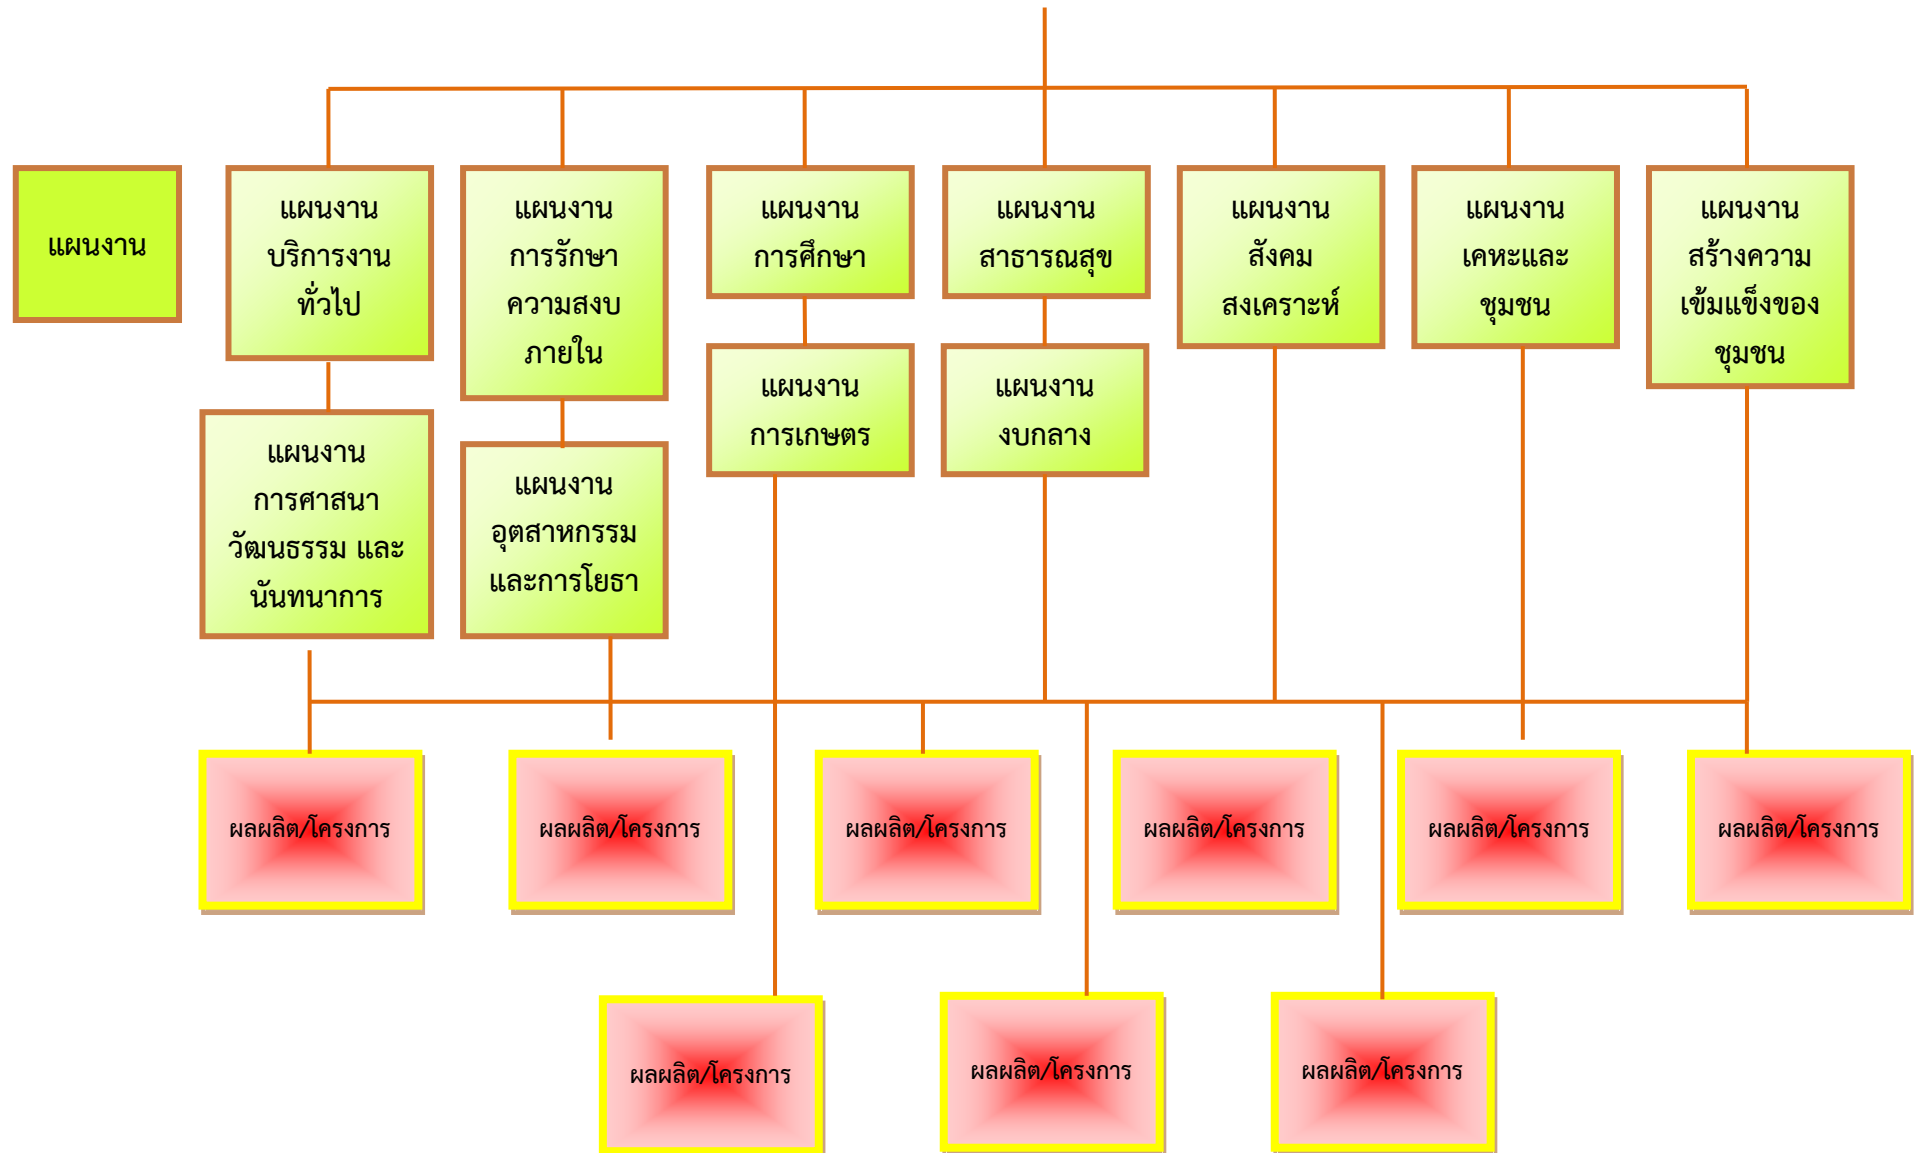 แผนงาน
แผนงาน
บริการงาน
ทั่วไป
แผนงาน
การรักษา
ความสงบ
ภายใน
แผนงาน
การศึกษา
แผนงาน
สาธารณสุข
แผนงาน
สังคม
สงเคราะห์
แผนงาน
เคหะและ
ชุมชน
แผนงาน
สร้างความ
เข้มแข็งของ
ชุมชน
แผนงาน
การศาสนา
วัฒนธรรม และ
นันทนาการ
แผนงาน
อุตสาหกรรม
และการโยธา
แผนงาน
การเกษตร
แผนงาน
งบกลาง
ผลผลิต/โครงการ
ผลผลิต/โครงการ
ผลผลิต/โครงการ
ผลผลิต/โครงการ
ผลผลิต/โครงการ
ผลผลิต/โครงการ
ผลผลิต/โครงการ
ผลผลิต/โครงการ
ผลผลิต/โครงการ